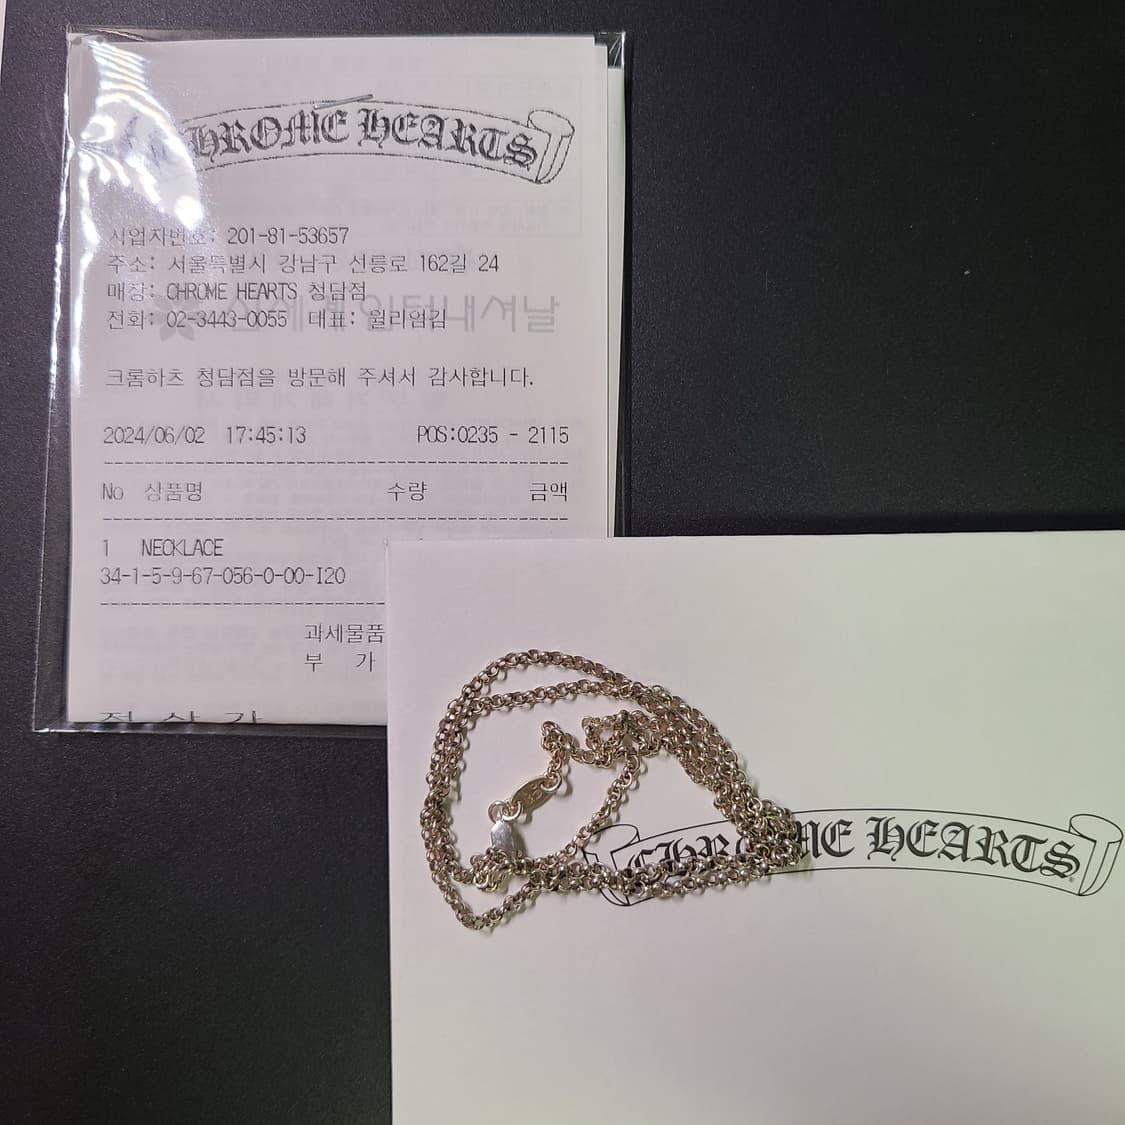 CHROME HEARTS
사업자번호: 201-81-53657
주소: 서울특별시 강남구 선릉로 162길 24
매장: CHROME HEARTS 청담점
전화: 02-3443-0055 대표: 윌리엄김
크롬하츠 청담점을 방문해 주셔서 감사합니다.
2024/06/02 17:45:13 POS:0235 - 2115
No 상품명 수량 금액
1 NECKLACE
34-1-5-9-67-056-0-00-I20
과세물품
부 가
CHROME HEARTS